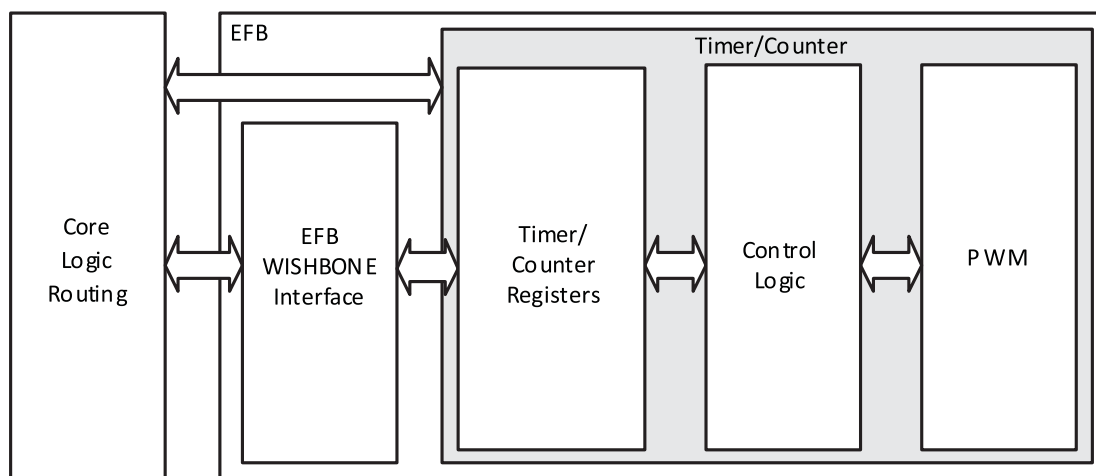 EFB
Timer/Counter
Core
Logic
Routing
EFB
WISHBONE
Interface
Timer/
Counter
Registers
Control
Logic
PWM